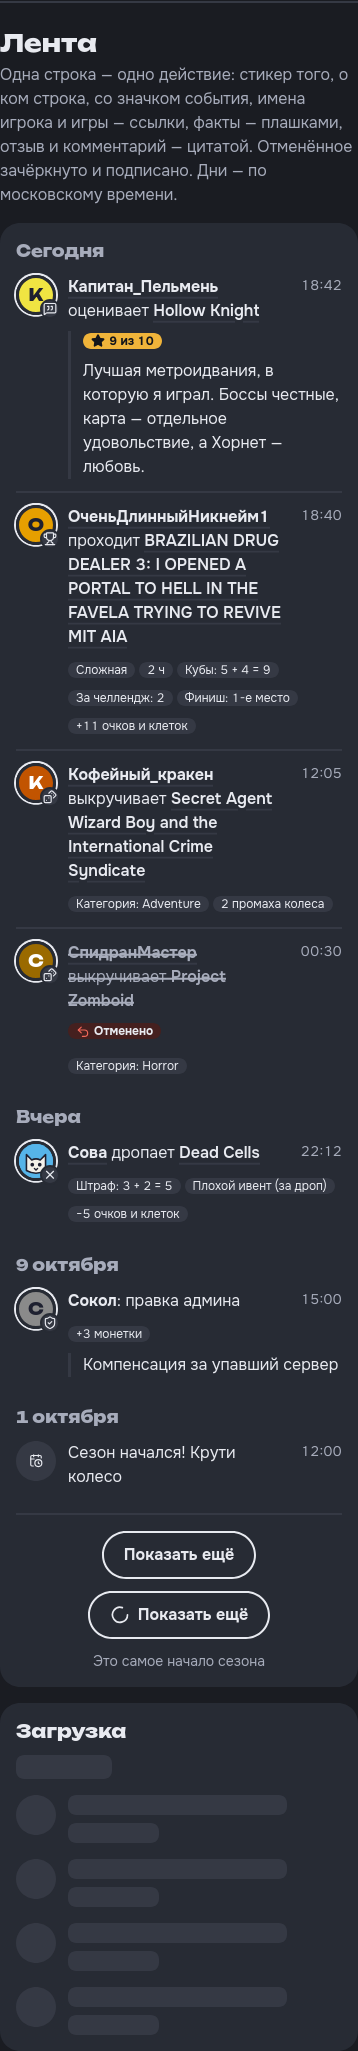 Лента
Одна строка — одно действие: стикер того, о
ком строка, со значком события, имена
игрока и игры — ссылки, факты — плашками,
отзыв и комментарий — цитатой. Отменённое
зачёркнуто и подписано. Дни — по
московскому времени.
Сегодня
К
Капитан_Пельмень 18:42
оценивает Hollow Knight
9 из 10
Лучшая метроидвания, в
которую я играл. Боссы честные,
карта — отдельное
удовольствие, а Хорнет —
любовь.
О
ОченьДлинныйНикнейм1 18:40
проходит BRAZILIAN DRUG
DEALER 3: I OPENED A
PORTAL TO HELL IN THE
FAVELA TRYING TO REVIVE
MIT AIA
Сложная 2 ч Кубы: 5 + 4 = 9
За челлендж: 2 Финиш: 1-е место
+11 очков и клеток
К
Кофейный_кракен 12:05
выкручивает Secret Agent
Wizard Boy and the
International Crime
Syndicate
Категория: Adventure 2 промаха колеса
С
СпидранМастер 00:30
выкручивает Project
Zomboid
Отменено
Категория: Horror
Вчера
Сова дропает Dead Cells 22:12
Штраф: 3 + 2 = 5 Плохой ивент (за дроп)
−5 очков и клеток
9 октября
С
Сокол: правка админа 15:00
+3 монетки
Компенсация за упавший сервер
1 октября
Сезон начался! Крути 12:00
колесо
Показать ещё
Показать ещё
Это самое начало сезона
Загрузка